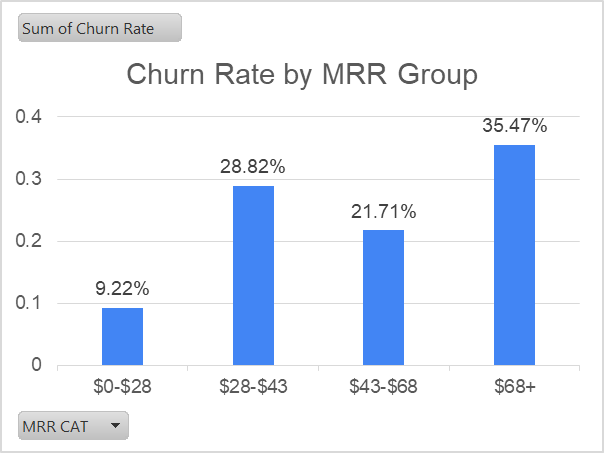 Sum of Churn Rate
Churn Rate by MRR Group
0.4
35.47%
28.82%
0.3
21.71%
0.2
9.22%
0.1
0
$0-$28 $28-$43 $43-$68 $68+
MRR CAT